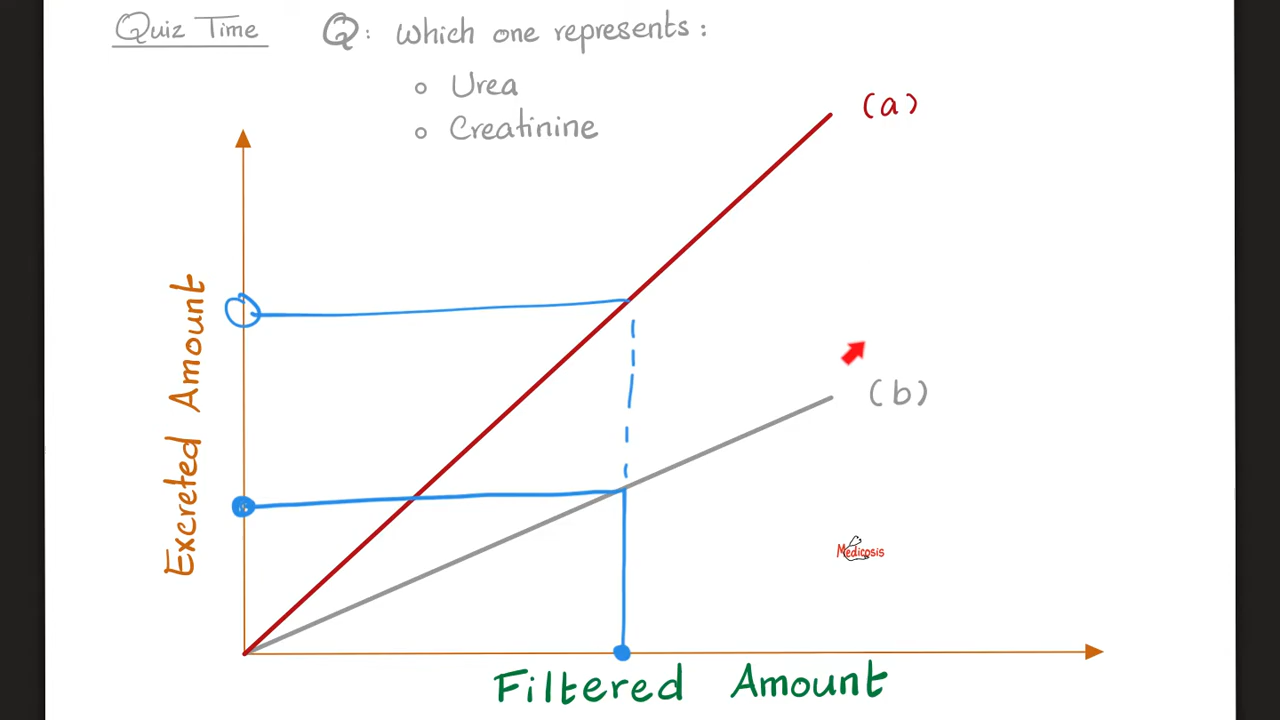 Quiz Time
Q: Which one represents:
○ Urea
○ Creatinine
(a)
(b)
Excreted Amount
Medicosis
Filtered Amount